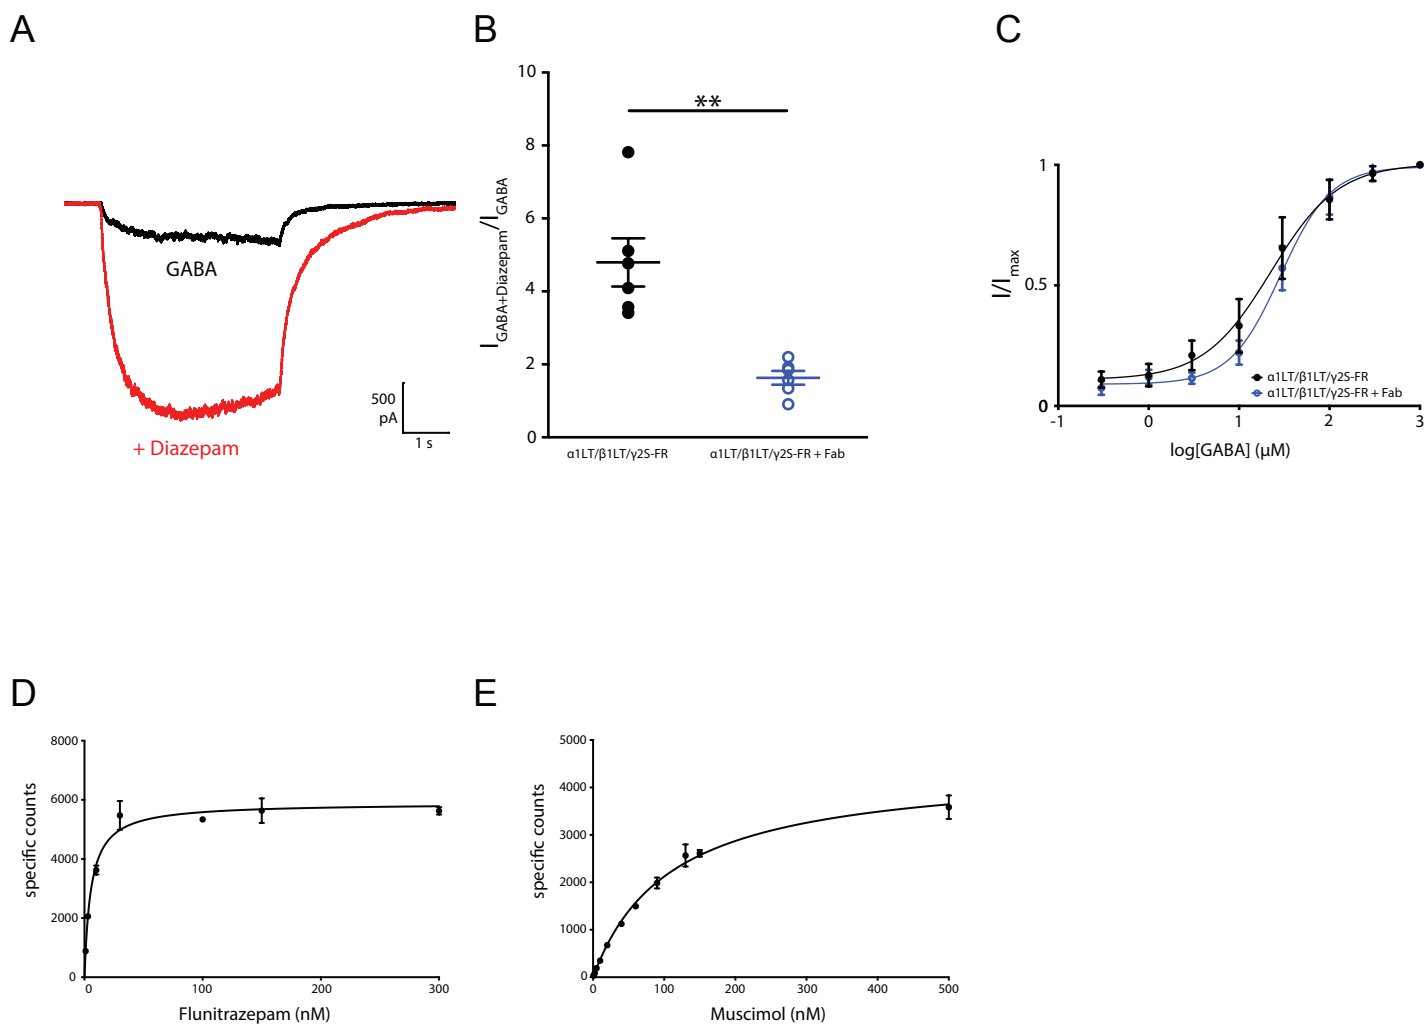 A
GABA
+ Diazepam
500
pA
1 s
B
10
8
6
4
2
0
I GABA+Diazepam/I GABA
**
α1LT/β1LT/γ2S-FR
α1LT/β1LT/γ2S-FR + Fab
C
1
0.5
0
I/Imax
-1
0
1
2
3
log[GABA] (µM)
α1LT/β1LT/γ2S-FR
α1LT/β1LT/γ2S-FR + Fab
D
8000
6000
4000
2000
0
specific counts
0
100
200
300
Flunitrazepam (nM)
E
5000
4000
3000
2000
1000
0
specific counts
0
100
200
300
400
500
Muscimol (nM)